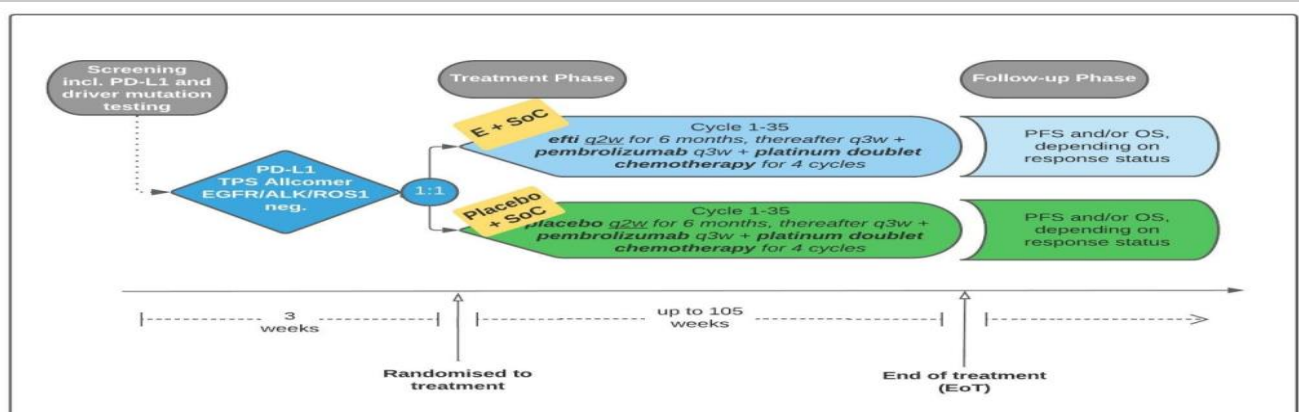 Screening
incl. PD-L1 and
driver mutation
testing
Treatment Phase
Follow-up Phase
PD-L1
TPS Allcomer
EGFR/ALK/ROS1
neg.
1:1
E + SoC
Cycle 1-35
efti q2w for 6 months, thereafter q3w +
pembrolizumab q3w + platinum doublet
chemotherapy for 4 cycles
PFS and/or OS,
depending on
response status
Placebo
+ SoC
Cycle 1-35
placebo q2w for 6 months, thereafter q3w +
pembrolizumab q3w + platinum doublet
chemotherapy for 4 cycles
PFS and/or OS,
depending on
response status
3
weeks
up to 105
weeks
Randomised to
treatment
End of treatment
(EoT)